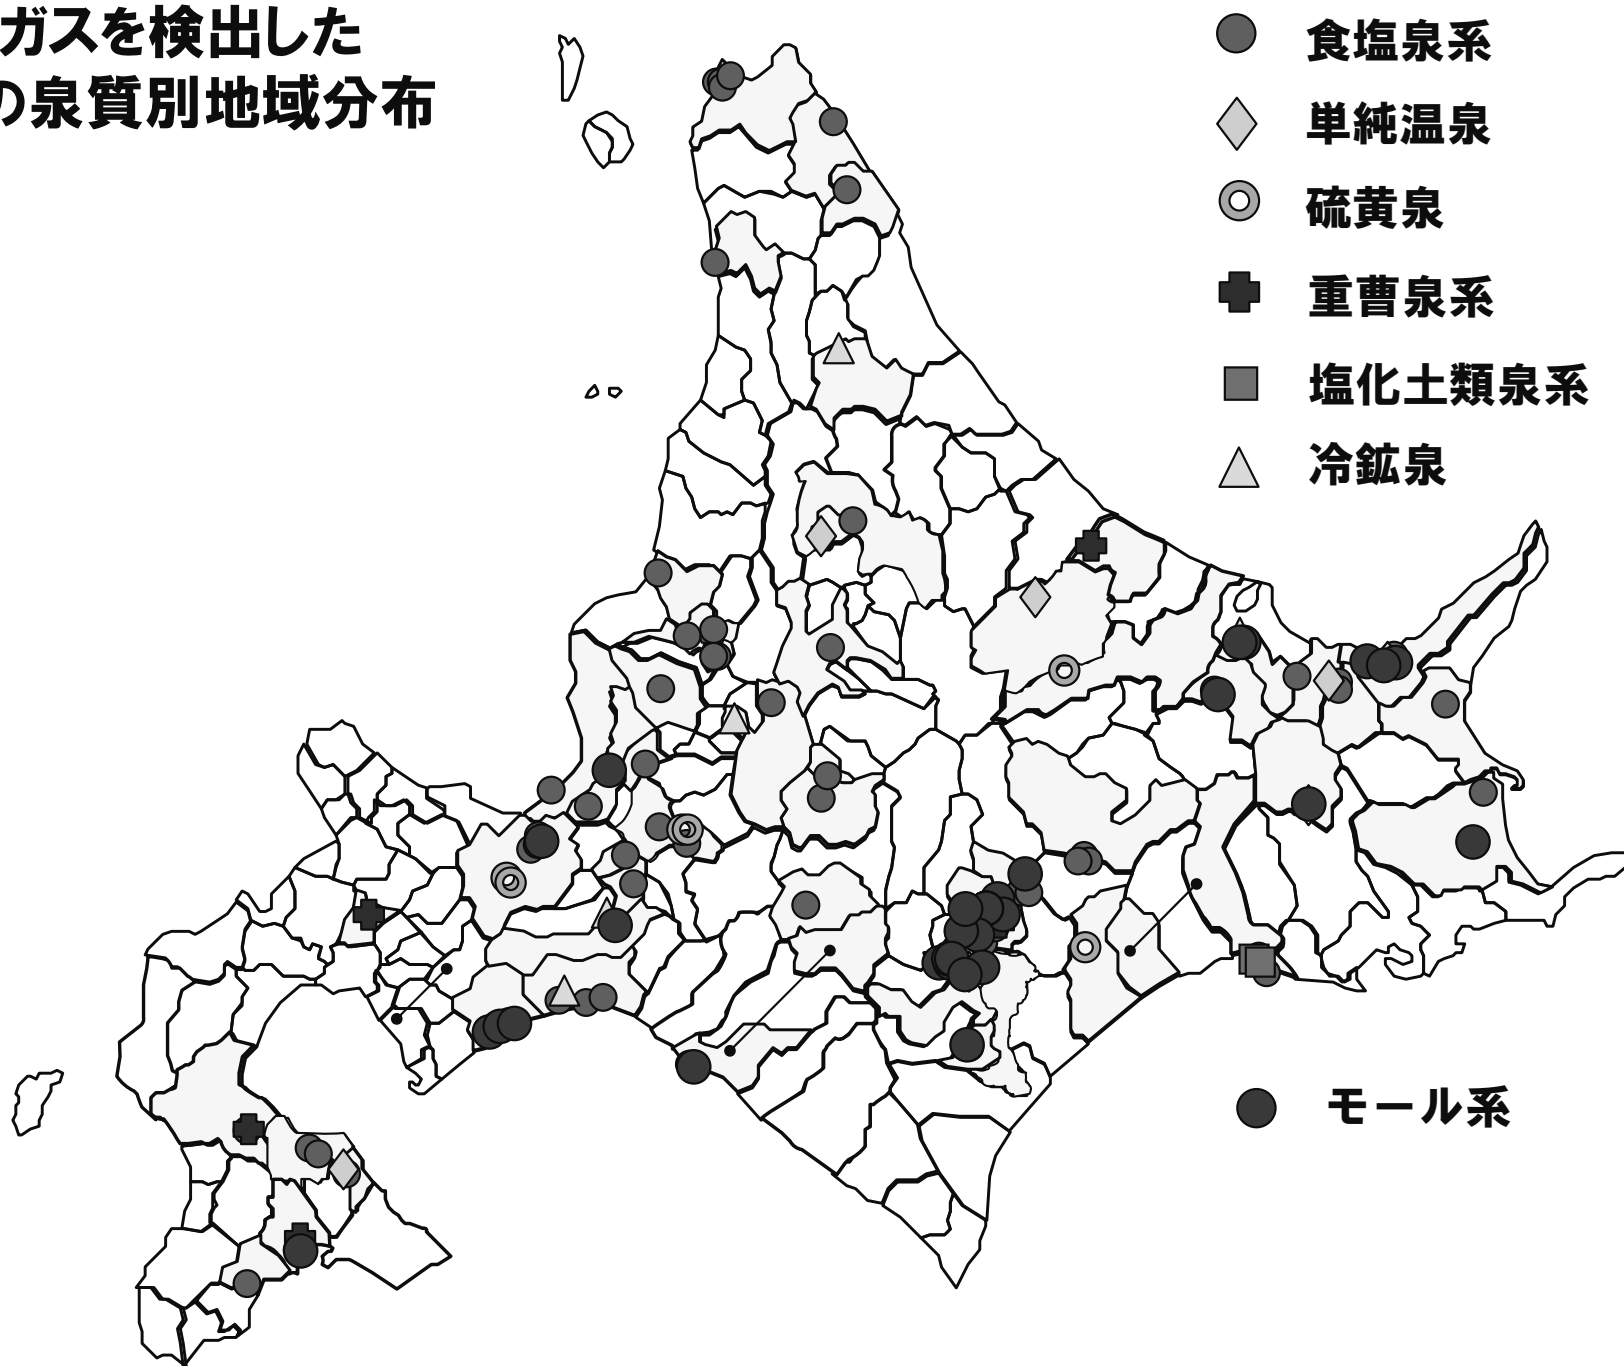 ガスを検出した
の泉質別地域分布
食塩泉系
単純温泉
硫黄泉
重曹泉系
塩化土類泉系
冷鉱泉
モール系